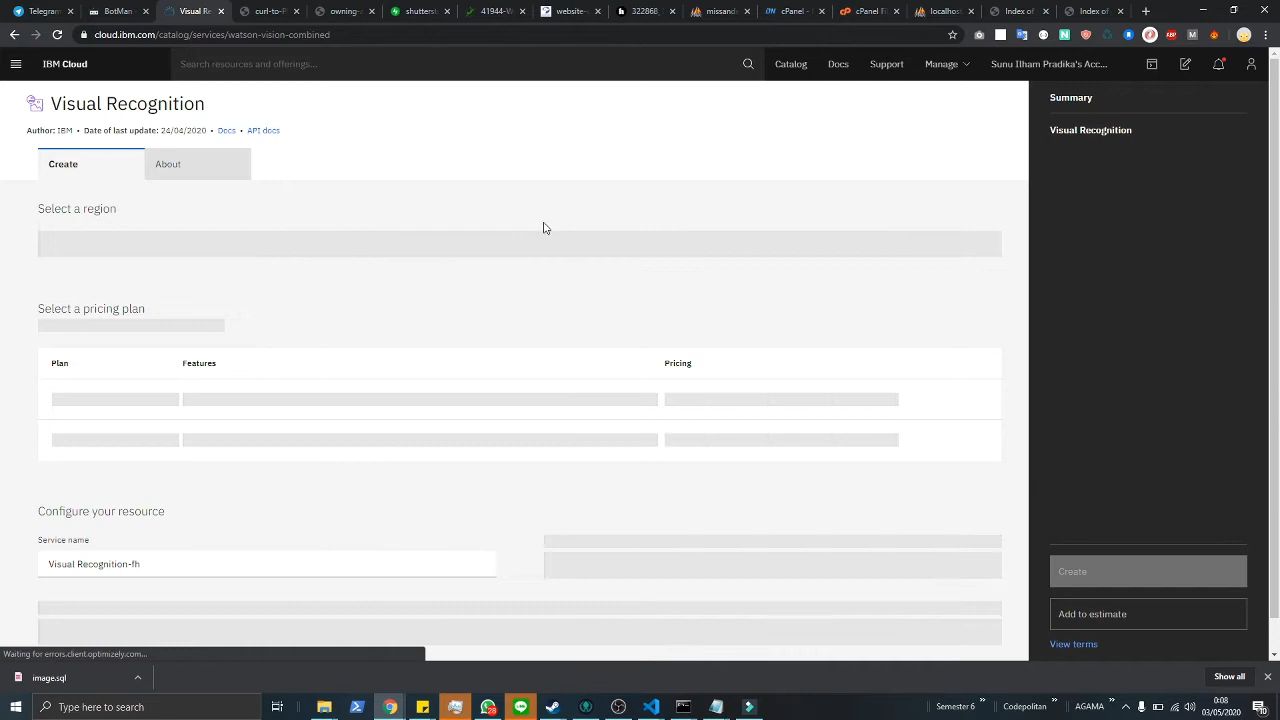 Telegram
BotMan
Visual Re
curl-to-P
owning-
shutters
41944-W
website-
322868_
missand
cPanel -
cPanel F
localhos
Index of
Index of
cloud.ibm.com/catalog/services/watson-vision-combined
IBM Cloud
Search resources and offerings...
Catalog
Docs
Support
Manage
Sunu Ilham Pradika's Acc...
Visual Recognition
Author: IBM • Date of last update: 24/04/2020 • Docs • API docs
Create
About
Select a region
Select a pricing plan
Plan
Features
Pricing
Configure your resource
Service name
Visual Recognition-fh
Summary
Visual Recognition
Create
Add to estimate
View terms
Waiting for errors.client.optimizely.com...
image.sql
Show all
Type here to search
28
Semester 6
Codepolitan
AGAMA
0:08
03/05/2020